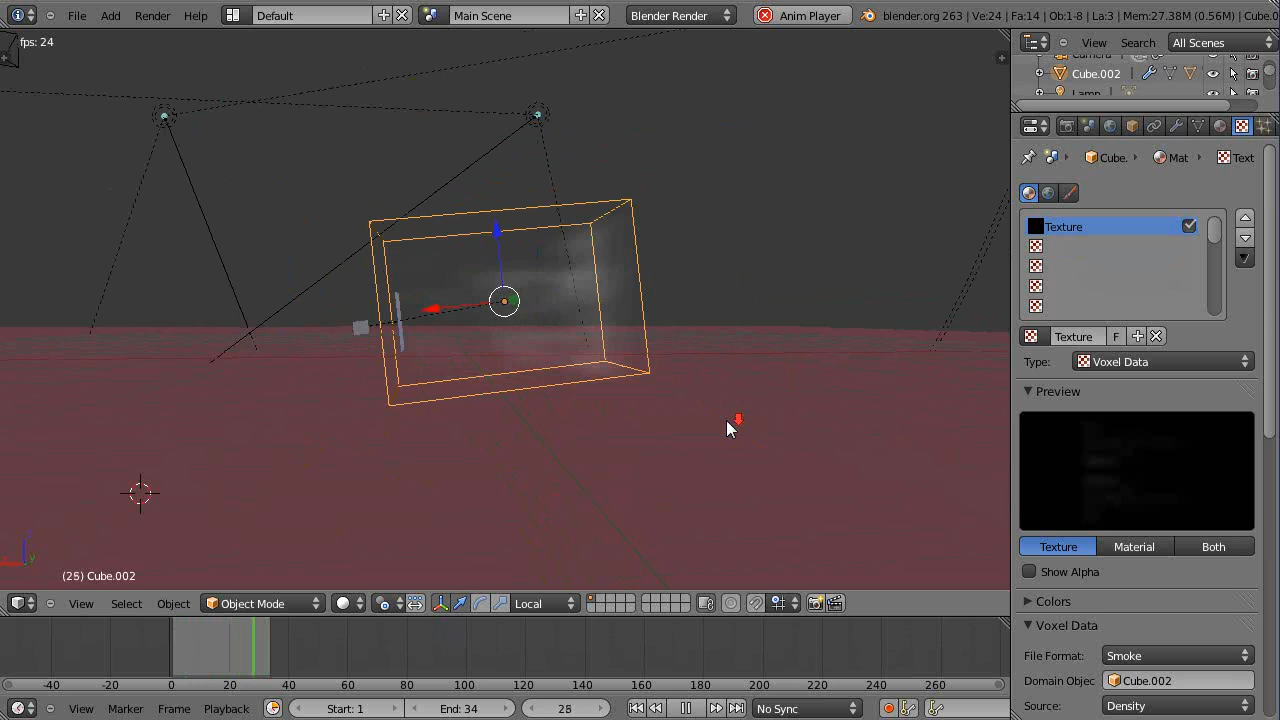 File Add Render Help Default Main Scene Blender Render Anim Player blender.org 263 | Ve:24 | Fa:14 | Ob:1-8 | La:3 | Mem:27.38M (0.56M) | Cube.0
fps: 24
View Search All Scenes
Cube.002
Lamp
Cube. Mat Text
Texture
Texture F
Type: Voxel Data
Preview
Texture Material Both
Show Alpha
Colors
Voxel Data
File Format: Smoke
Domain Objec Cube.002
Source: Density
(25) Cube.002
View Select Object Object Mode Local
-40 -20 0 20 40 60 80 100 120 140 160 180 200 220 240 260
View Marker Frame Playback Start: 1 End: 34 28 No Sync